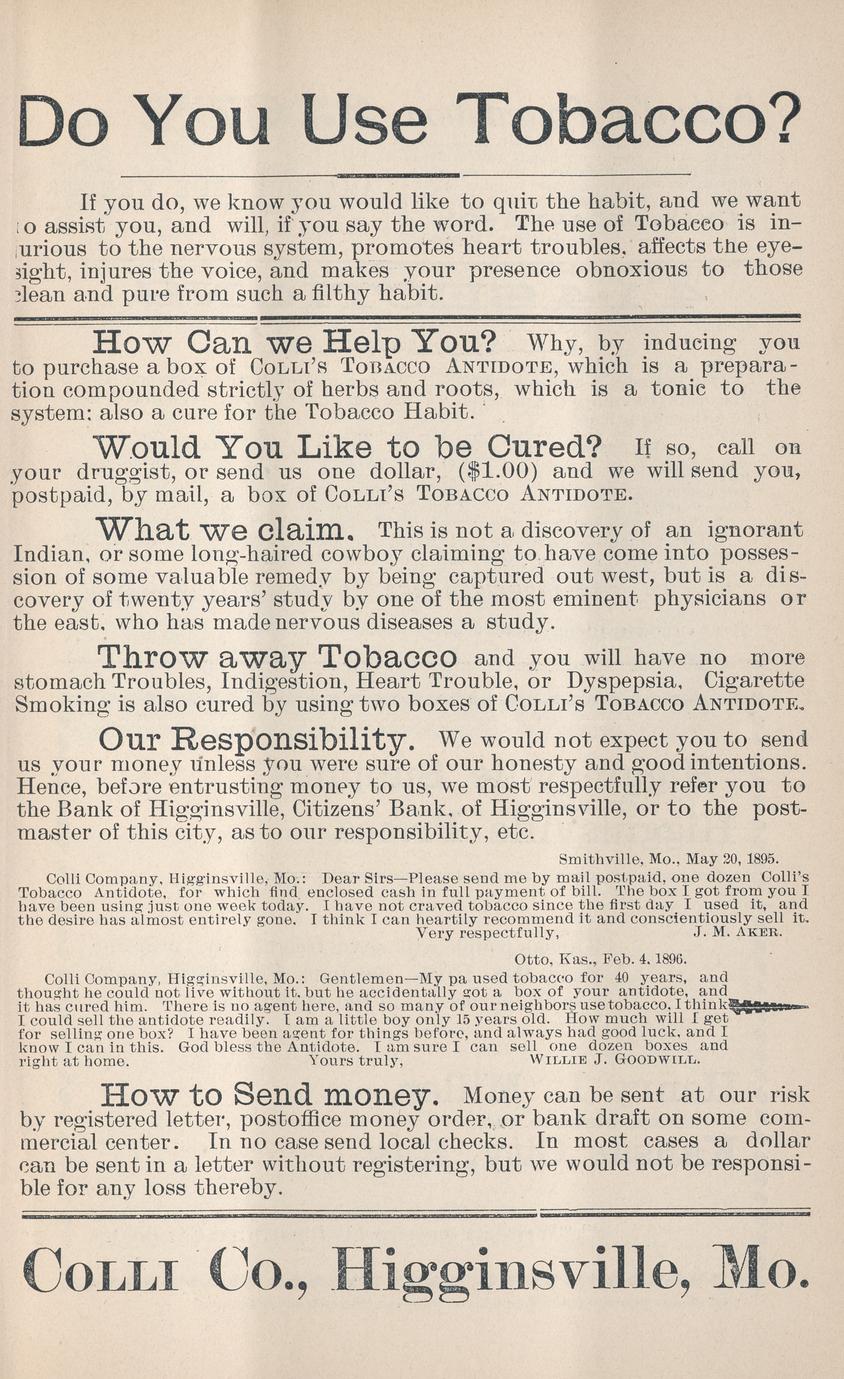 Do You Use Tobacco?
If you do, we know you would like to quit the habit, and we want
to assist you, and will, if you say the word. The use of Tobacco is in-
urious to the nervous system, promotes heart troubles, affects the eye-
sight, injures the voice, and makes your presence obnoxious to those
clean and pure from such a filthy habit.
How Can we Help You? Why, by inducing you
to purchase a box of COLLI'S TOBACCO ANTIDOTE, which is a prepara-
tion compounded strictly of herbs and roots, which is a tonic to the
system; also a cure for the Tobacco Habit.
Would You Like to be Cured? If so, call on
your druggist, or send us one dollar, ($1.00) and we will send you,
postpaid, by mail, a box of COLLI'S TOBACCO ANTIDOTE.
What we claim. This is not a discovery of an ignorant
Indian, or some long-haired cowboy claiming to have come into posses-
sion of some valuable remedy by being captured out west, but is a dis-
covery of twenty years' study by one of the most eminent physicians or
the east, who has made nervous diseases a study.
Throw away Tobacco and you will have no more
stomach Troubles, Indigestion, Heart Trouble, or Dyspepsia, Cigarette
Smoking is also cured by using two boxes of COLLI'S TOBACCO ANTIDOTE.
Our Responsibility. We would not expect you to send
us your money unless you were sure of our honesty and good intentions.
Hence, before entrusting money to us, we most respectfully refer you to
the Bank of Higginsville, Citizens' Bank, of Higginsville, or to the post-
master of this city, as to our responsibility, etc.
Smithville, Mo., May 20, 1895.
Colli Company, Higginsville, Mo.: Dear Sirs—Please send me by mail postpaid, one dozen Colli's
Tobacco Antidote, for which find enclosed cash in full payment of bill. The box I got from you I
have been using just one week today. I have not craved tobacco since the first day I used it, and
the desire has almost entirely gone. I think I can heartily recommend it and conscientiously sell it.
Very respectfully, J. M. AKER.
Otto, Kas., Feb. 4, 1896.
Colli Company, Higginsville, Mo.: Gentlemen—My pa used tobacco for 40 years, and
thought he could not live without it, but he accidentally got a box of your antidote, and
it has cured him. There is no agent here, and so many of our neighbors use tobacco, I think
I could sell the antidote readily. I am a little boy only 15 years old. How much will I get
for selling one box? I have been agent for things before, and always had good luck, and I
know I can in this. God bless the Antidote. I am sure I can sell one dozen boxes and
right at home. Yours truly, WILLIE J. GOODWILL.
How to Send money. Money can be sent at our risk
by registered letter, postoffice money order, or bank draft on some com-
mercial center. In no case send local checks. In most cases a dollar
can be sent in a letter without registering, but we would not be responsi-
ble for any loss thereby.
COLLI Co., Higginsville, Mo.